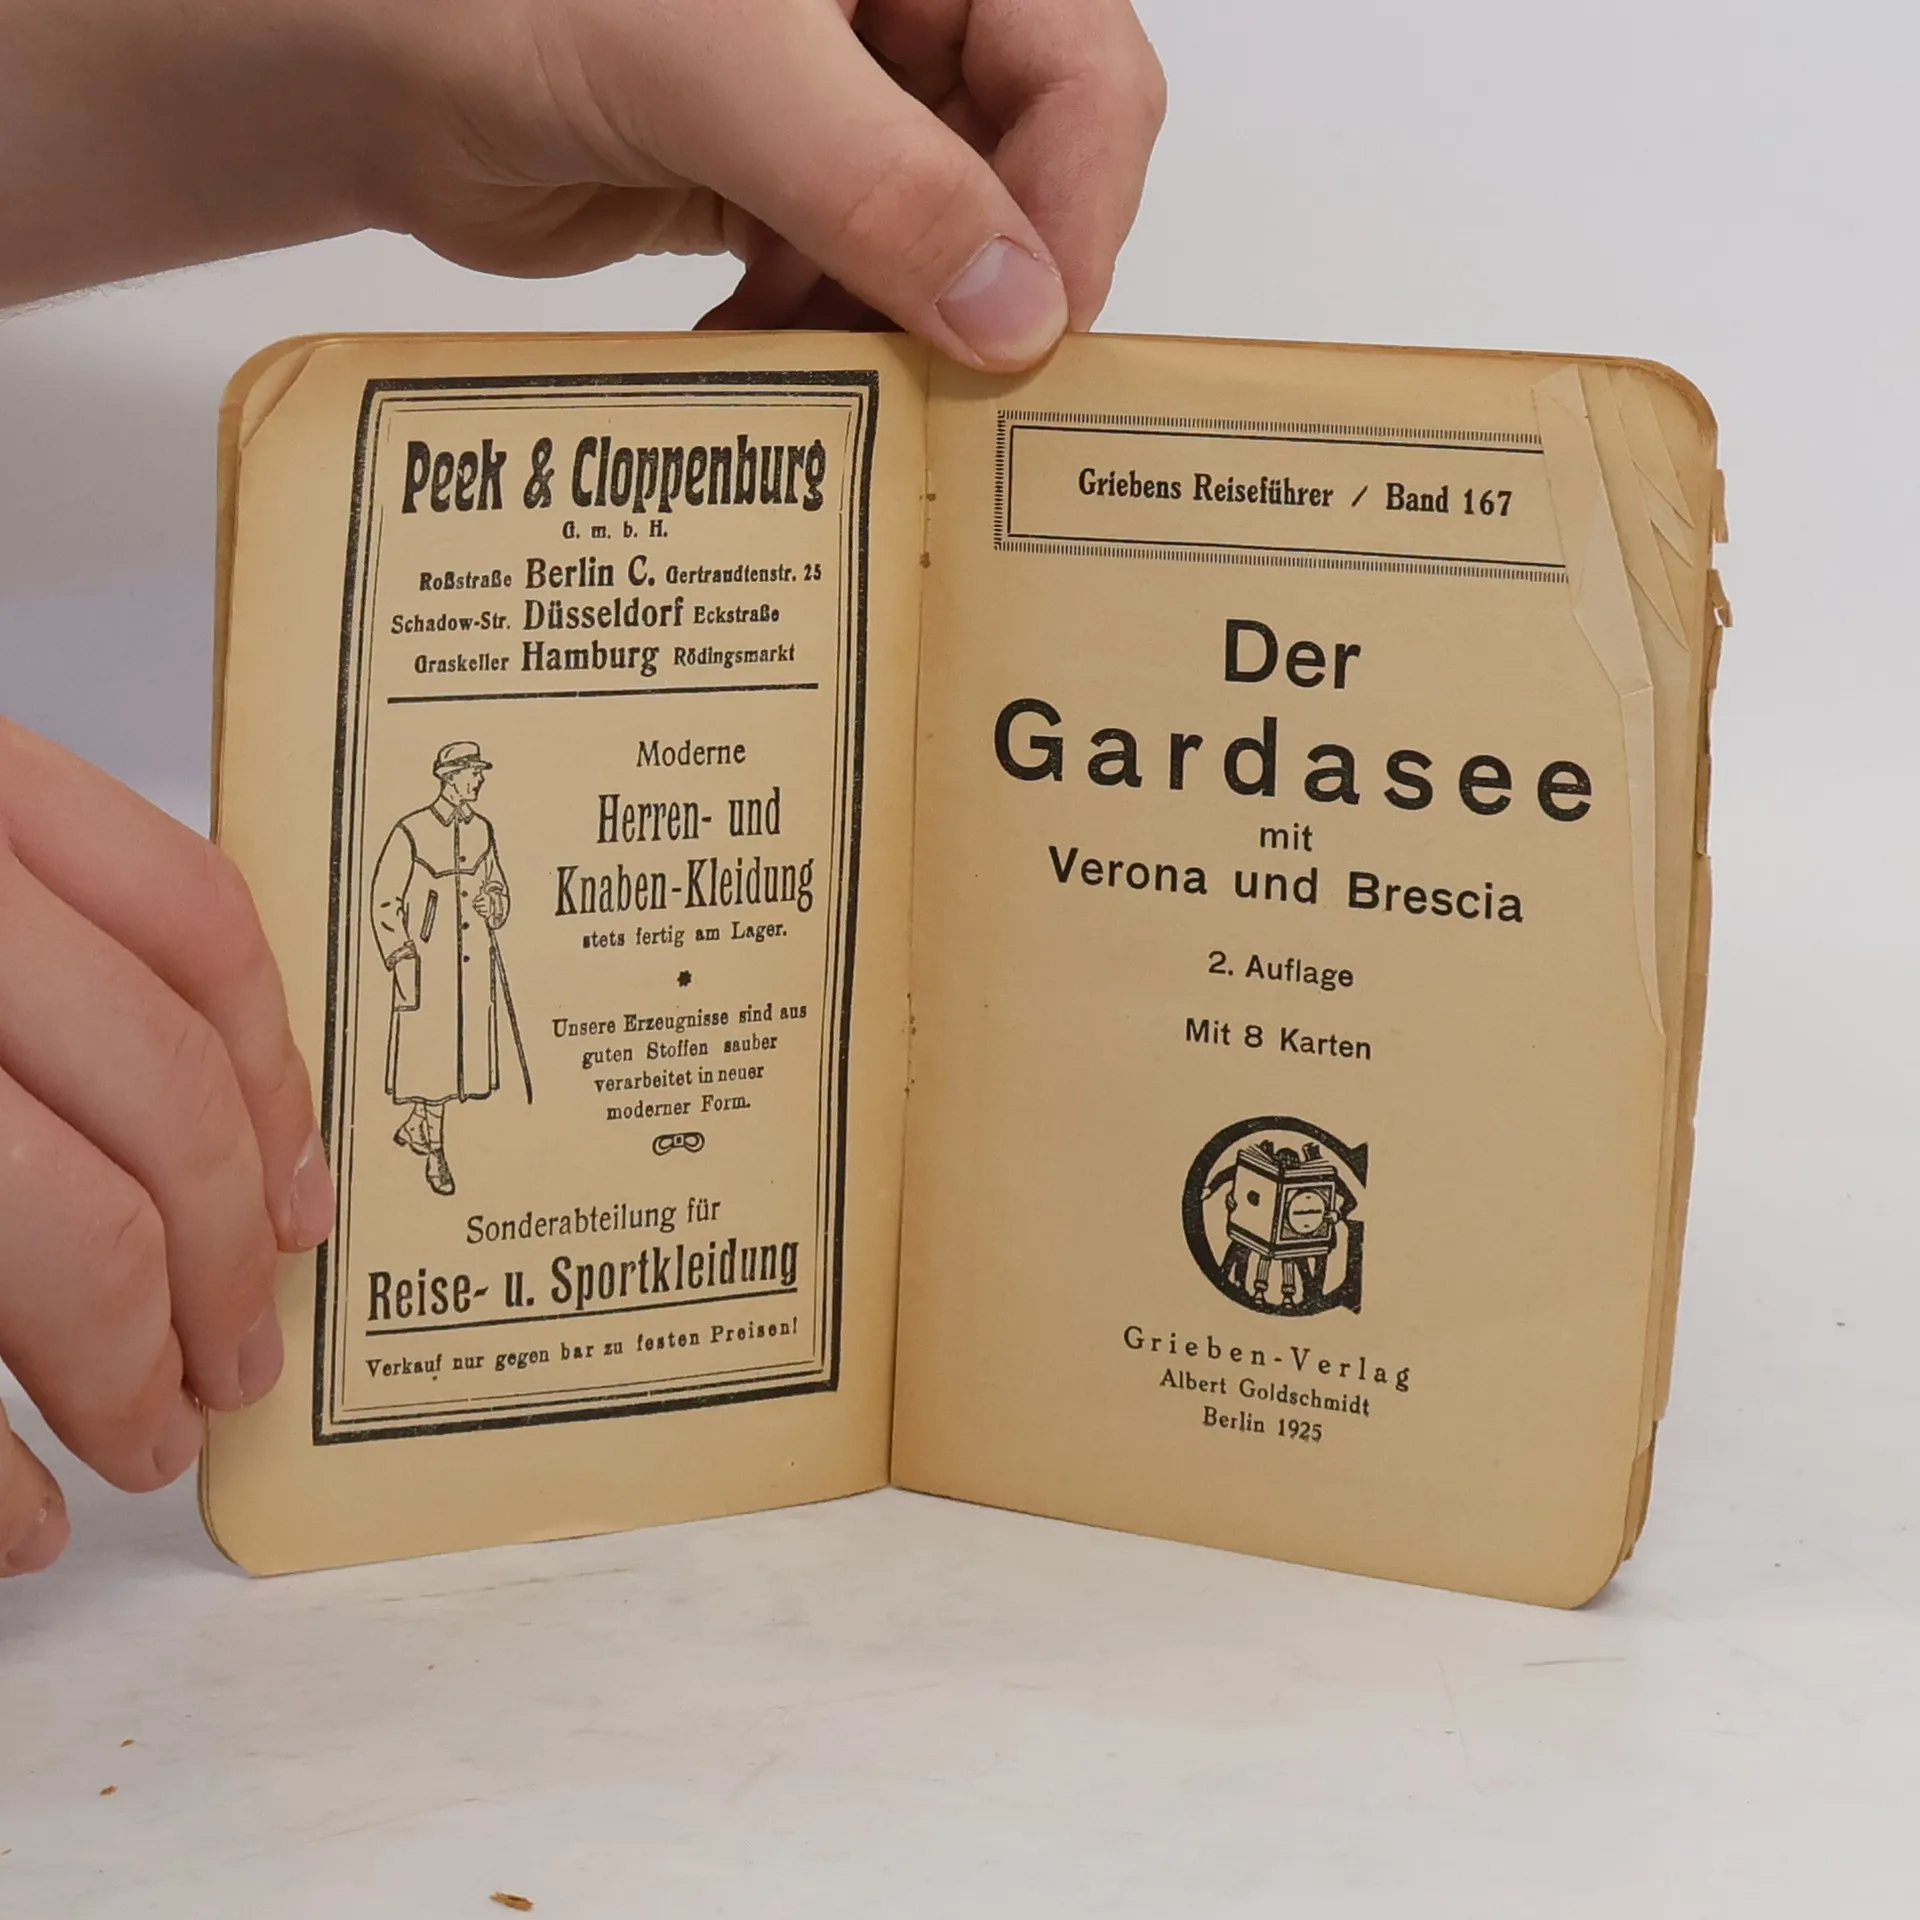 Peek & Cloppenburg
G. m. b. H.
Roßstraße Berlin C. Gertraudtenstr. 25
Schadow-Str. Düsseldorf Eckstraße
Graskeller Hamburg Rödingsmarkt
Moderne
Herren- und
Knaben-Kleidung
stets fertig am Lager.
Unsere Erzeugnisse sind aus
guten Stoffen sauber
verarbeitet in neuer
moderner Form.
Sonderabteilung für
Reise- u. Sportkleidung
Verkauf nur gegen bar zu festen Preisen!
Griebens Reiseführer / Band 167
Der
Gardasee
mit
Verona und Brescia
2. Auflage
Mit 8 Karten
G
Grieben-Verlag
Albert Goldschmidt
Berlin 1925